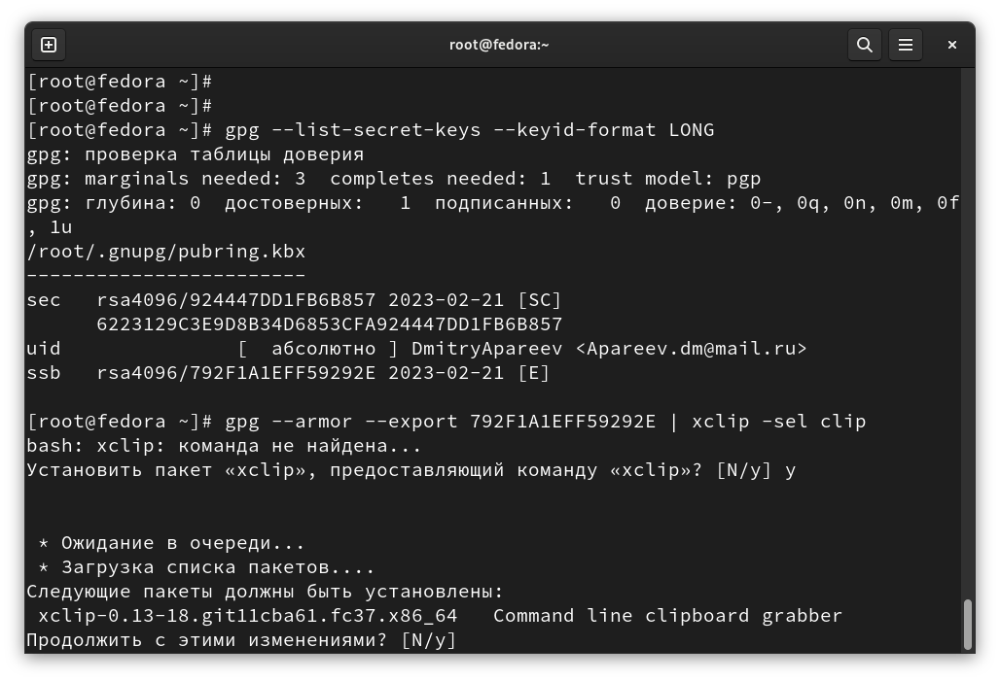 root@fedora:~
[root@fedora ~]#
[root@fedora ~]#
[root@fedora ~]# gpg --list-secret-keys --keyid-format LONG
gpg: проверка таблицы доверия
gpg: marginals needed: 3  completes needed: 1  trust model: pgp
gpg: глубина: 0  достоверных:   1  подписанных:   0  доверие: 0-, 0q, 0n, 0m, 0f
, 1u
/root/.gnupg/pubring.kbx
------------------------
sec   rsa4096/924447DD1FB6B857 2023-02-21 [SC]
      6223129C3E9D8B34D6853CFA924447DD1FB6B857
uid               [  абсолютно ] DmitryApareev <Apareev.dm@mail.ru>
ssb   rsa4096/792F1A1EFF59292E 2023-02-21 [E]
[root@fedora ~]# gpg --armor --export 792F1A1EFF59292E | xclip -sel clip
bash: xclip: команда не найдена...
Установить пакет «xclip», предоставляющий команду «xclip»? [N/y] y
 * Ожидание в очереди...
 * Загрузка списка пакетов....
Следующие пакеты должны быть установлены:
 xclip-0.13-18.git11cba61.fc37.x86_64   Command line clipboard grabber
Продолжить с этими изменениями? [N/y]